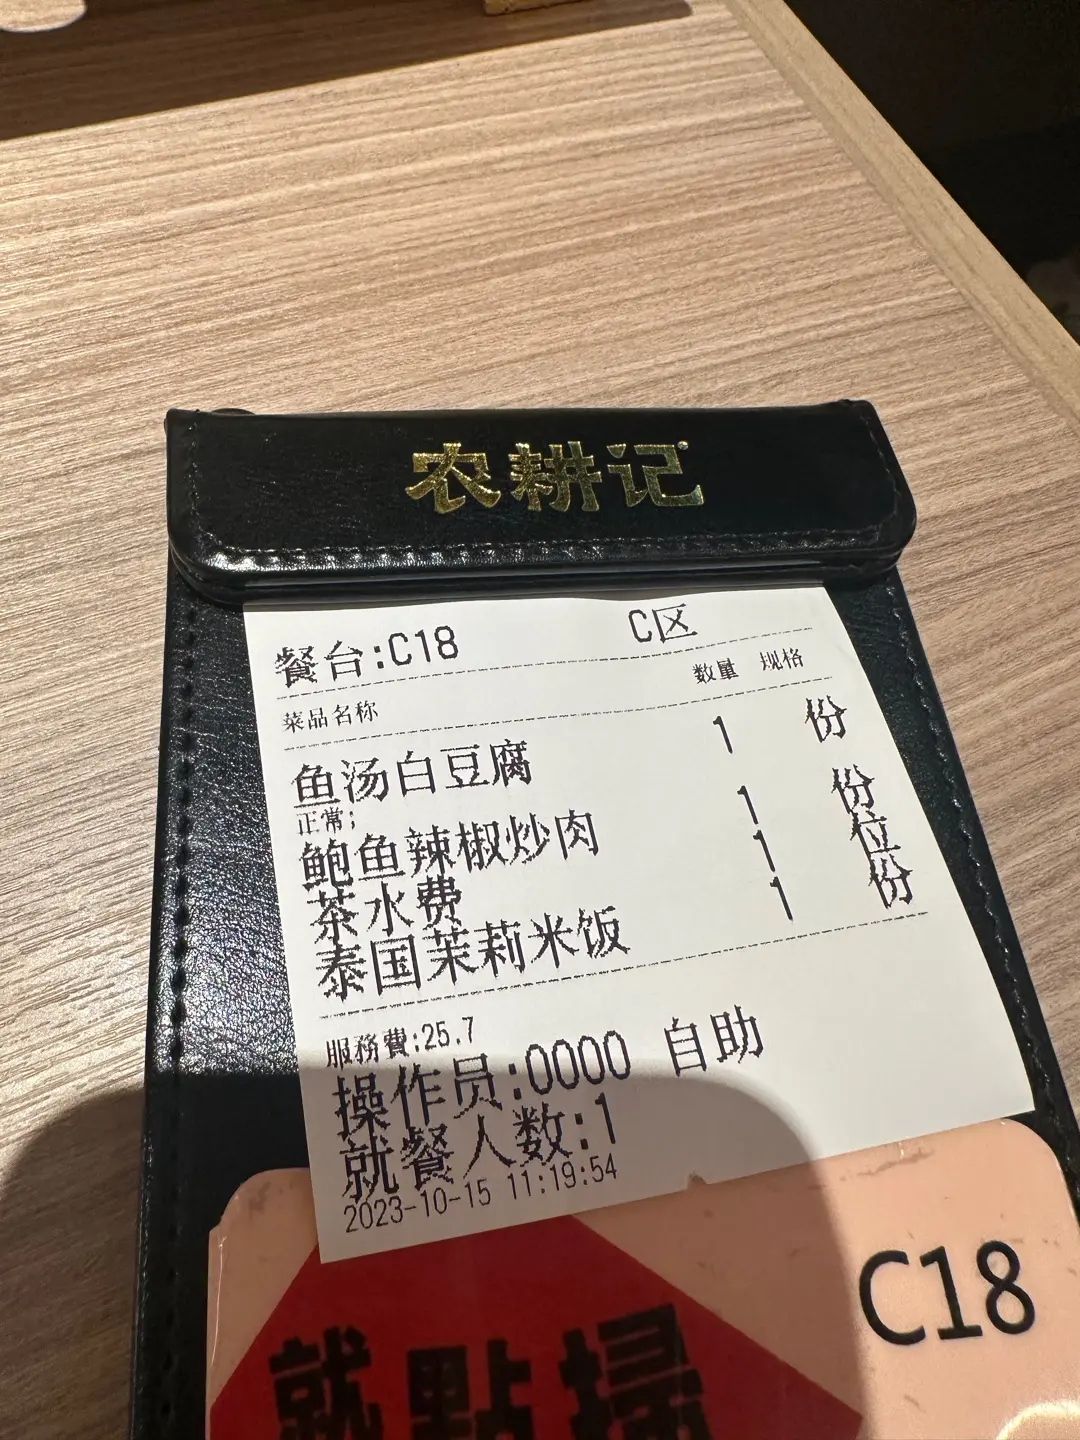 农耕记
餐台:C18 C区
菜品名称 数量 规格
鱼汤白豆腐 1 份
正常;
鲍鱼辣椒炒肉 1 份
茶水费 1 位
泰国茉莉米饭 1 份
服務費:25.7
操作员:0000 自助
就餐人数:1
2023-10-15 11:19:54
C18
就點掃